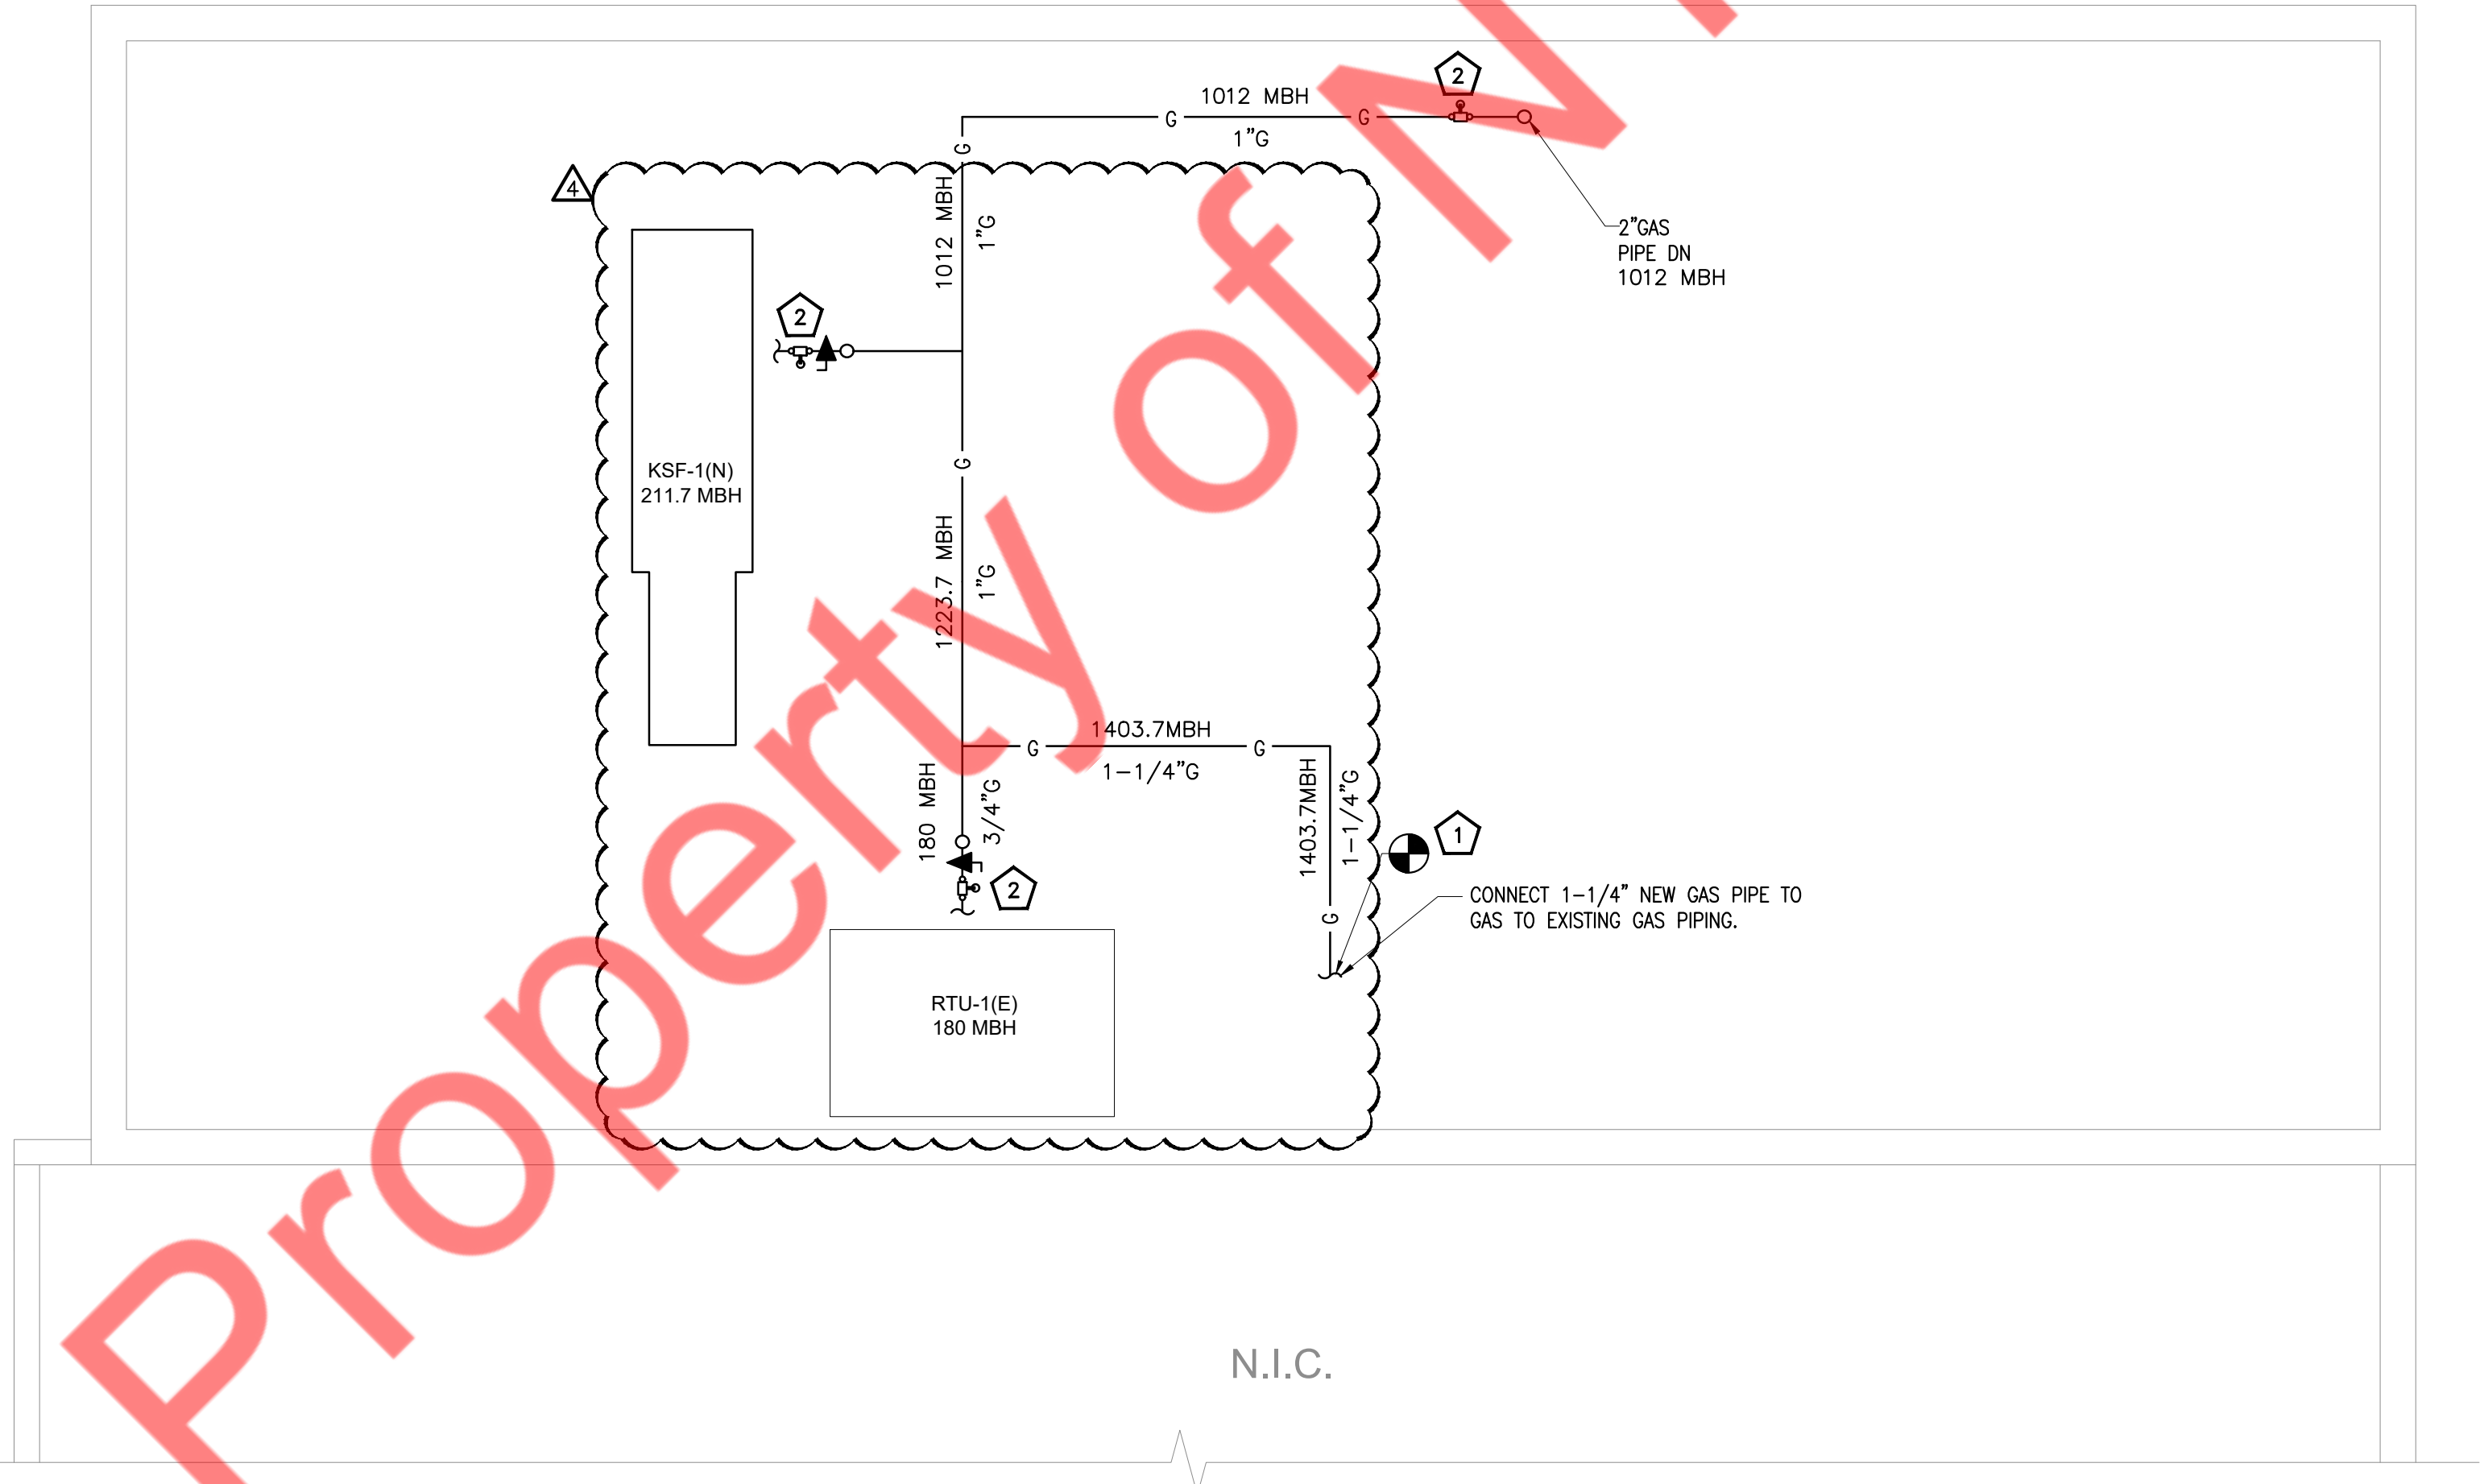 1012 MBH
2
G
G
1"G
G
4
1012 MBH
1"G
2"GAS
PIPE DN
1012 MBH
2
G
KSF-1(N)
211.7 MBH
1223.7 MBH
1"G
1403.7MBH
G
G
1-1/4"G
180 MBH
3/4"G
1403.7MBH
1-1/4"G
1
2
CONNECT 1-1/4" NEW GAS PIPE TO
GAS TO EXISTING GAS PIPING.
G
RTU-1(E)
180 MBH
N.I.C.
Property of